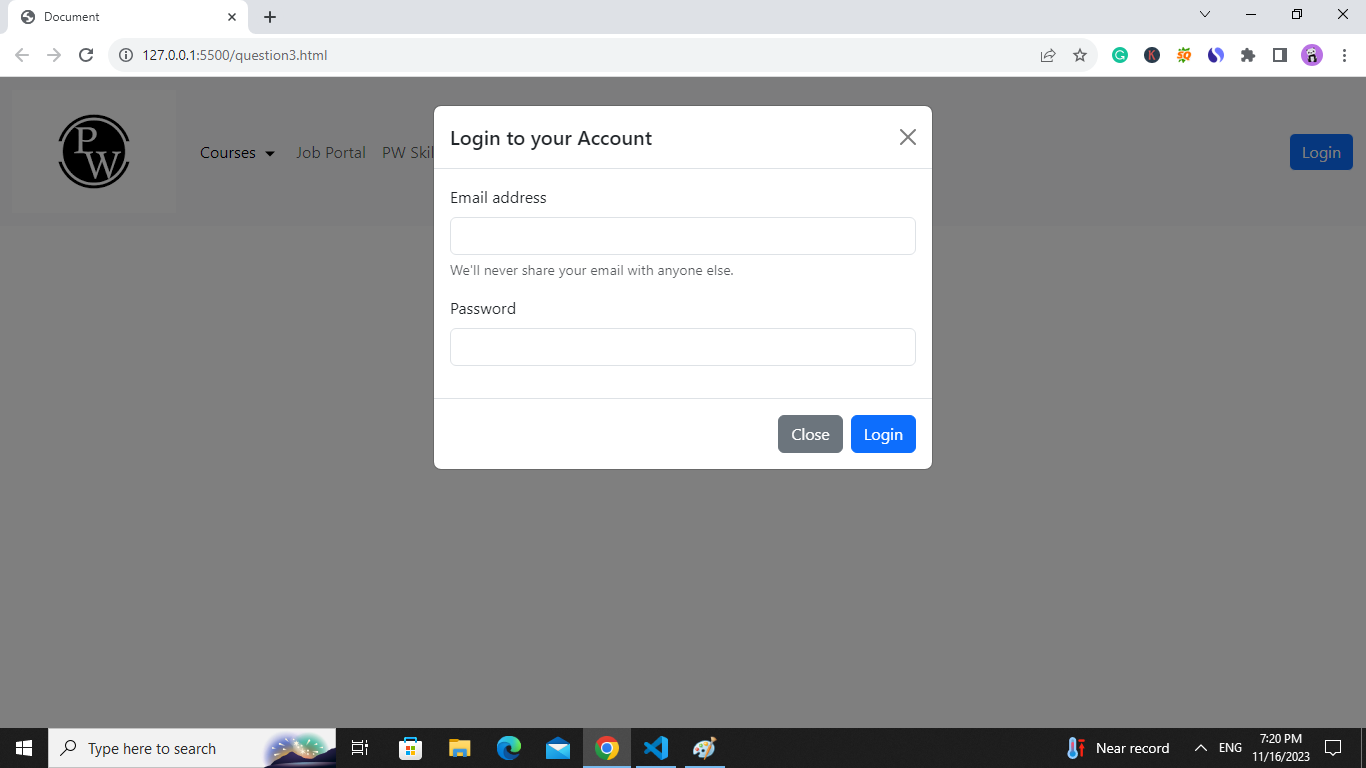 Document
127.0.0.1:5500/question3.html
PW
Courses
Job Portal
PW Skil
Login
Login to your Account
Email address
We'll never share your email with anyone else.
Password
Close
Login
Type here to search
Near record
ENG
7:20 PM
11/16/2023